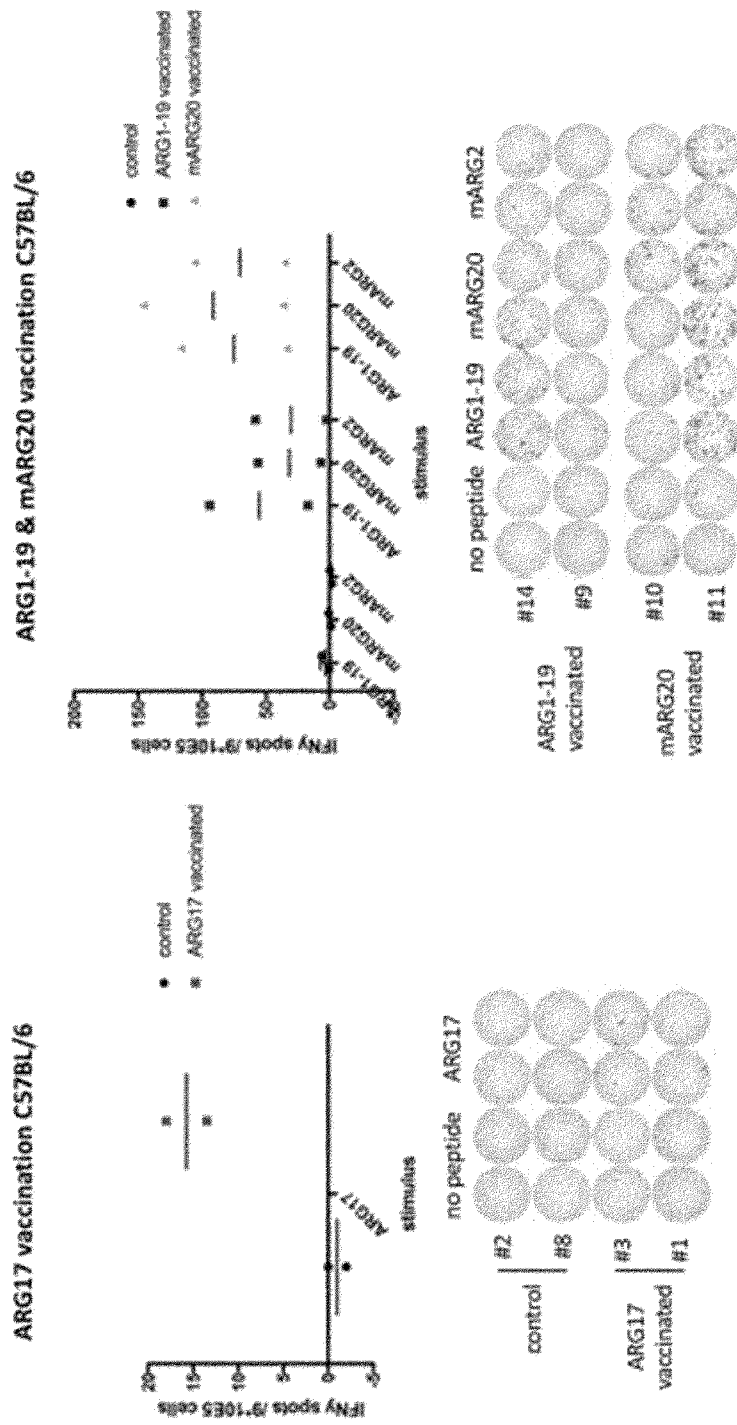 ARG17 vaccination C57BL/6
control
ARG17 vaccinated
20
15
10
5
0
-5
IFNγ spots /9*10E5 cells
ARG17
stimulus
no peptide ARG17
control
#2
#8
ARG17 vaccinated
#3
#1
ARG1-19 & mARG20 vaccination C57BL/6
control
ARG1-19 vaccinated
mARG20 vaccinated
200
150
100
50
0
-50
IFNγ spots /9*10E5 cells
ARG1-19 mARG20 mARG2 ARG1-19 mARG20 mARG2 ARG1-19 mARG20 mARG2
stimulus
no peptide ARG1-19 mARG20 mARG2
ARG1-19 vaccinated
#14
#9
mARG20 vaccinated
#10
#11